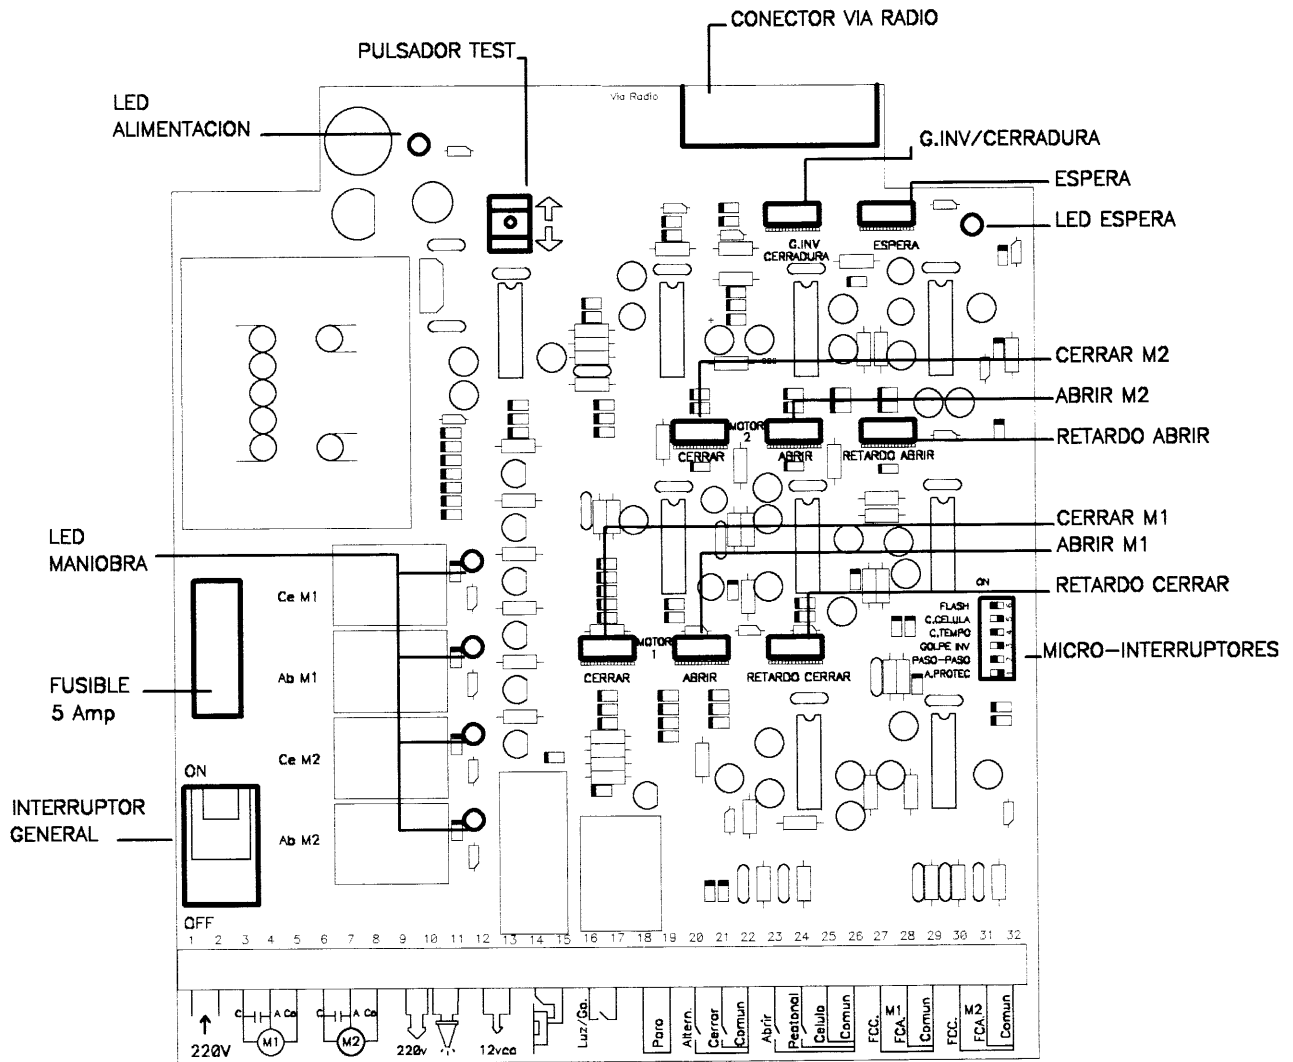 CONECTOR VIA RADIO
PULSADOR TEST
Via Radio
LED
ALIMENTACION
G.INV/CERRADURA
ESPERA
LED ESPERA
G.INV
CERRADURA
ESPERA
CERRAR M2
ABRIR M2
RETARDO ABRIR
MOTOR
2
CERRAR
ABRIR
RETARDO ABRIR
CERRAR M1
ABRIR M1
RETARDO CERRAR
LED
MANIOBRA
Ce M1
Ab M1
Ce M2
Ab M2
FUSIBLE
5 Amp
ON
FLASH
C.CELULA
C.TEMPO
GOLPE INV
PASO-PASO
A.PROTEC
MICRO-INTERRUPTORES
MOTOR
1
CERRAR
ABRIR
RETARDO CERRAR
ON
INTERRUPTOR
GENERAL
OFF
1 2 3 4 5 6 7 8 9 10 11 12 13 14 15 16 17 18 19 20 21 22 23 24 25 26 27 28 29 30 31 32
220V
C A Co
M1
C A Co
M2
220v
12vca
Luz/Ga.
Paro
Altern.
Cerrar
Comun
Abrir
Peatonal
Celula
Comun
FCC.
M1
FCA.
Comun
FCC.
M2
FCA.
Comun